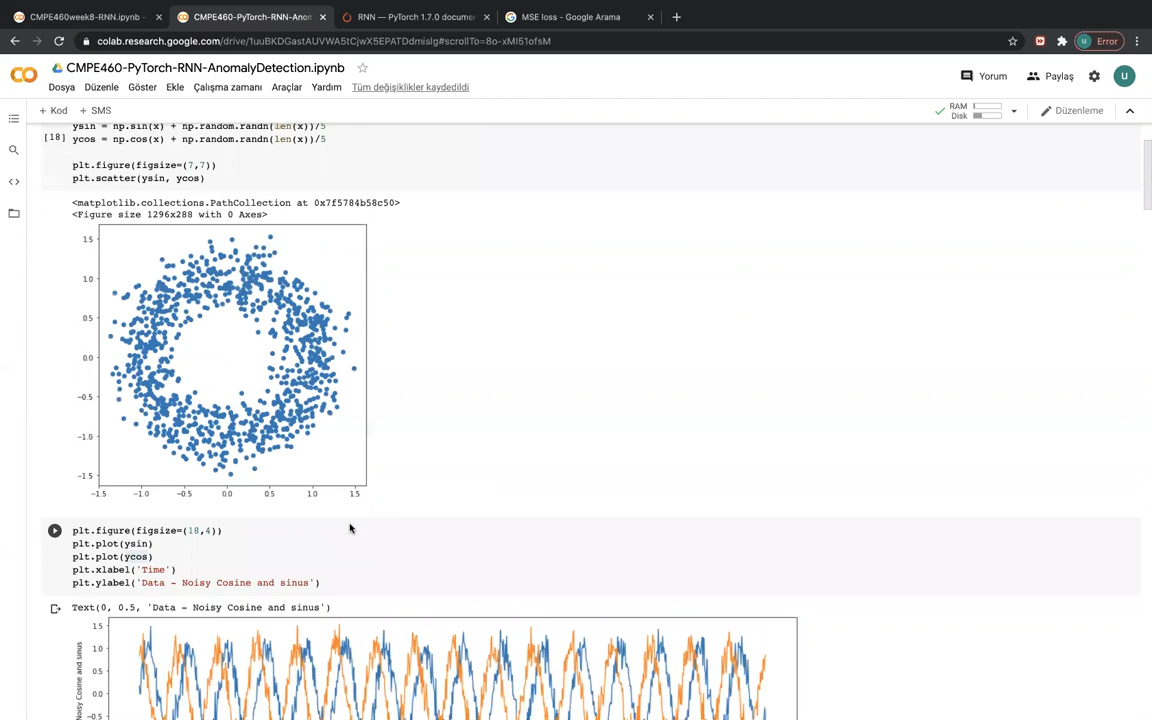 CMPE460week8-RNN.ipynb -
CMPE460-PyTorch-RNN-Anom
RNN — PyTorch 1.7.0 documen
MSE loss - Google Arama
colab.research.google.com/drive/1uuBKDGastAUVWA5tCjwX5EPATDdmislg#scrollTo=8o-xMI51ofsM
Error
CMPE460-PyTorch-RNN-AnomalyDetection.ipynb
Dosya Düzenle Göster Ekle Çalışma zamanı Araçlar Yardım Tüm değişiklikler kaydedildi
Yorum
Paylaş
u
+ Kod + SMS
RAM
Disk
Düzenleme
ysin = np.sin(x) + np.random.randn(len(x))/5
[18] ycos = np.cos(x) + np.random.randn(len(x))/5
plt.figure(figsize=(7,7))
plt.scatter(ysin, ycos)
<matplotlib.collections.PathCollection at 0x7f5784b58c50>
<Figure size 1296x288 with 0 Axes>
1.5
1.0
0.5
0.0
−0.5
−1.0
−1.5
−1.5 −1.0 −0.5 0.0 0.5 1.0 1.5
plt.figure(figsize=(18,4))
plt.plot(ysin)
plt.plot(ycos)
plt.xlabel('Time')
plt.ylabel('Data - Noisy Cosine and sinus')
Text(0, 0.5, 'Data - Noisy Cosine and sinus')
1.5
1.0
0.5
0.0
−0.5
Noisy Cosine and sinus